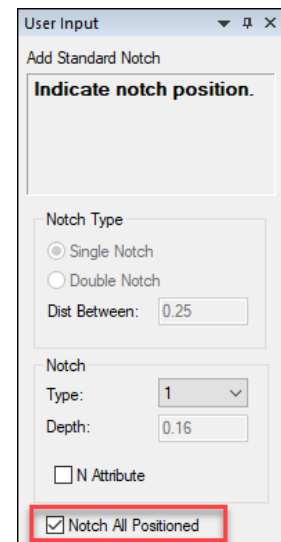 User Input
Add Standard Notch
Indicate notch position.
Notch Type
Single Notch
Double Notch
Dist Between: 0.25
Notch
Type: 1
Depth: 0.16
N Attribute
Notch All Positioned